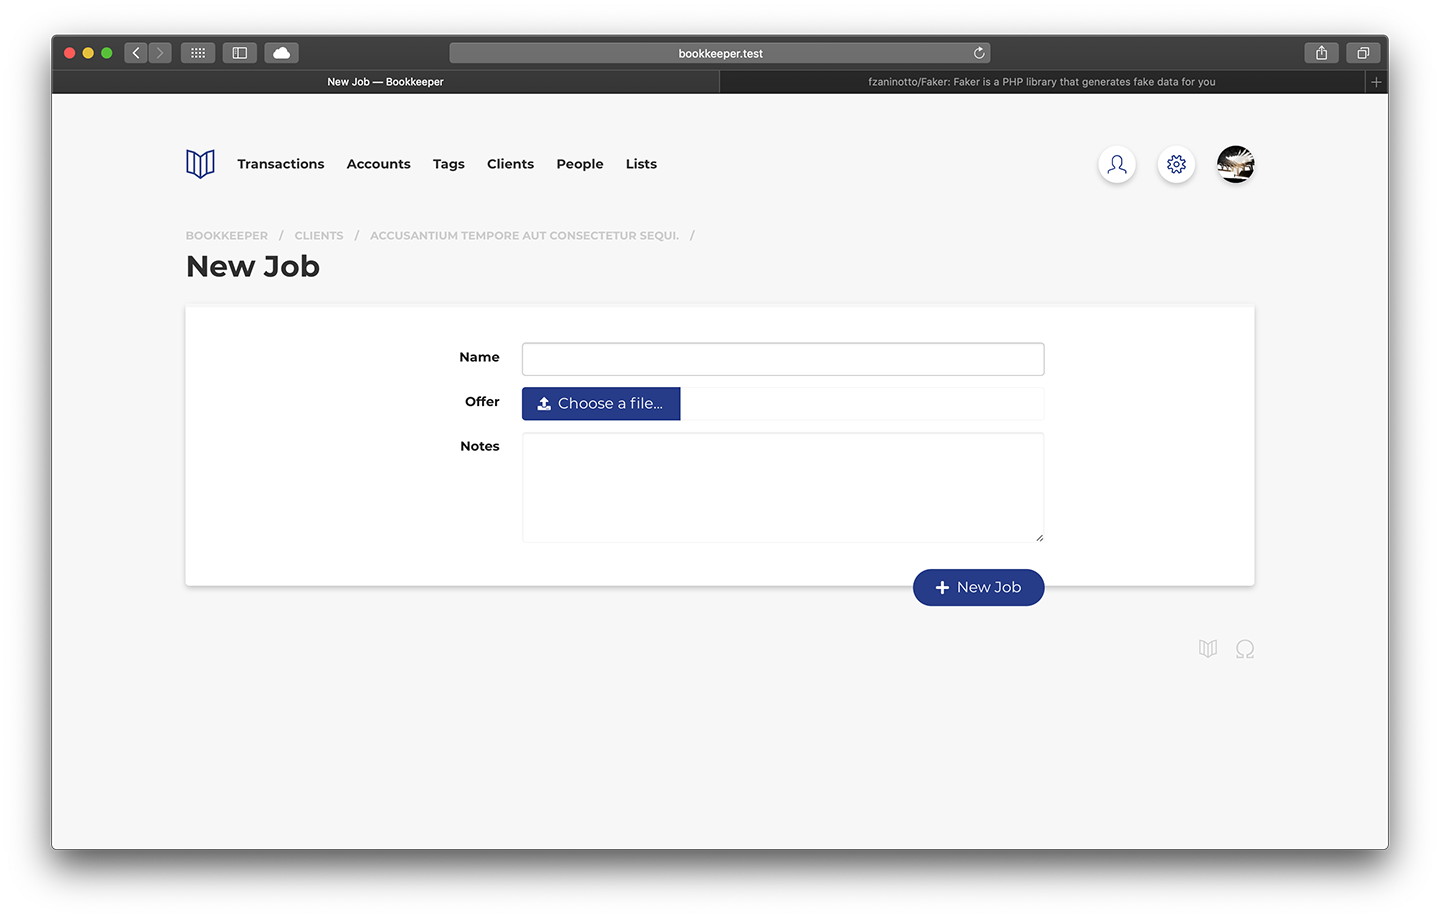 bookkeeper.test
New Job — Bookkeeper
fzaninotto/Faker: Faker is a PHP library that generates fake data for you
Transactions Accounts Tags Clients People Lists
BOOKKEEPER / CLIENTS / ACCUSANTIUM TEMPORE AUT CONSECTETUR SEQUI. /
New Job
Name
Offer
Choose a file...
Notes
New Job